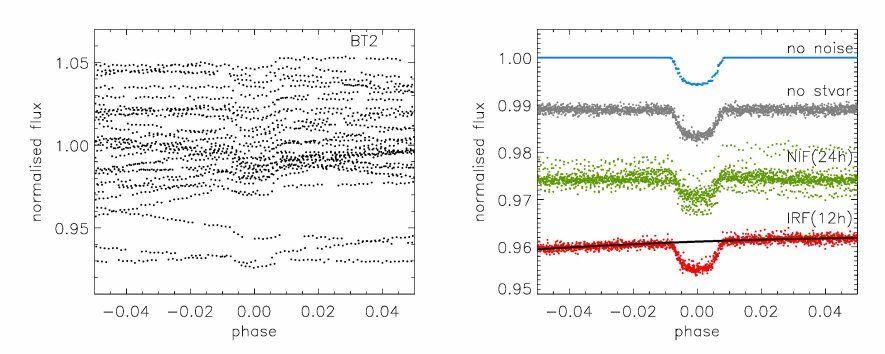 BT2
1.05
1.00
0.95
normalised flux
−0.04 −0.02 0.00 0.02 0.04
phase
no noise
no stvar
NIF(24h)
IRF(12h)
1.00
0.99
0.98
0.97
0.96
0.95
normalised flux
−0.04 −0.02 0.00 0.02 0.04
phase